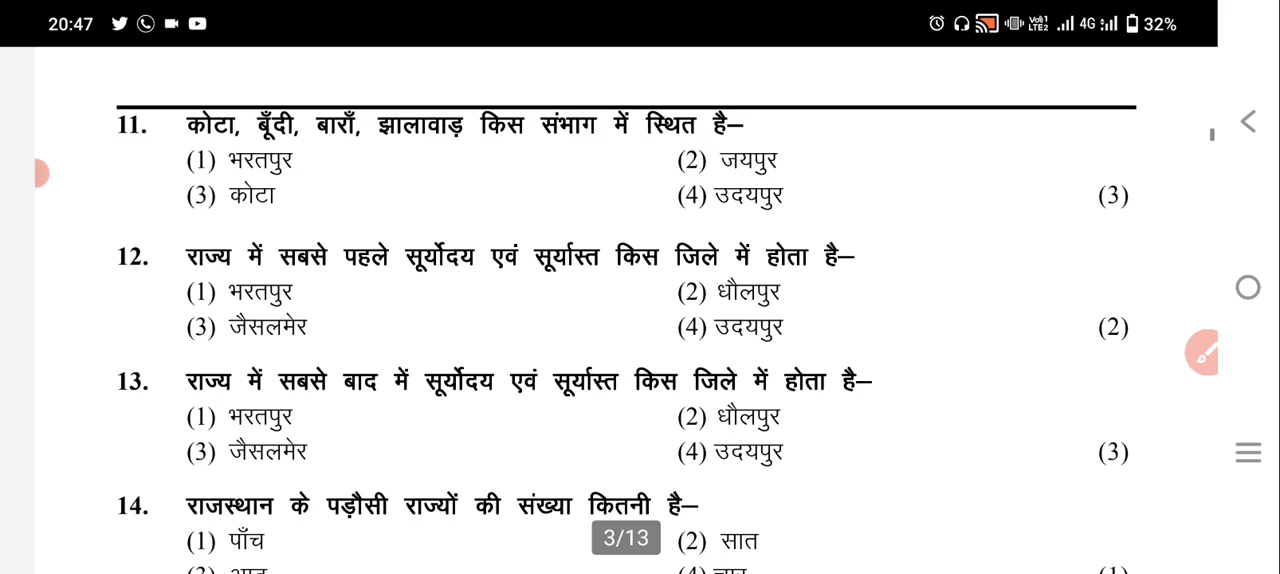 20:47 VoLTE2 4G 32%
11. कोटा, बूँदी, बाराँ, झालावाड़ किस संभाग में स्थित है–
(1) भरतपुर (2) जयपुर
(3) कोटा (4) उदयपुर (3)
12. राज्य में सबसे पहले सूर्योदय एवं सूर्यास्त किस जिले में होता है–
(1) भरतपुर (2) धौलपुर
(3) जैसलमेर (4) उदयपुर (2)
13. राज्य में सबसे बाद में सूर्योदय एवं सूर्यास्त किस जिले में होता है–
(1) भरतपुर (2) धौलपुर
(3) जैसलमेर (4) उदयपुर (3)
14. राजस्थान के पड़ौसी राज्यों की संख्या कितनी है–
(1) पाँच 3/13 (2) सात